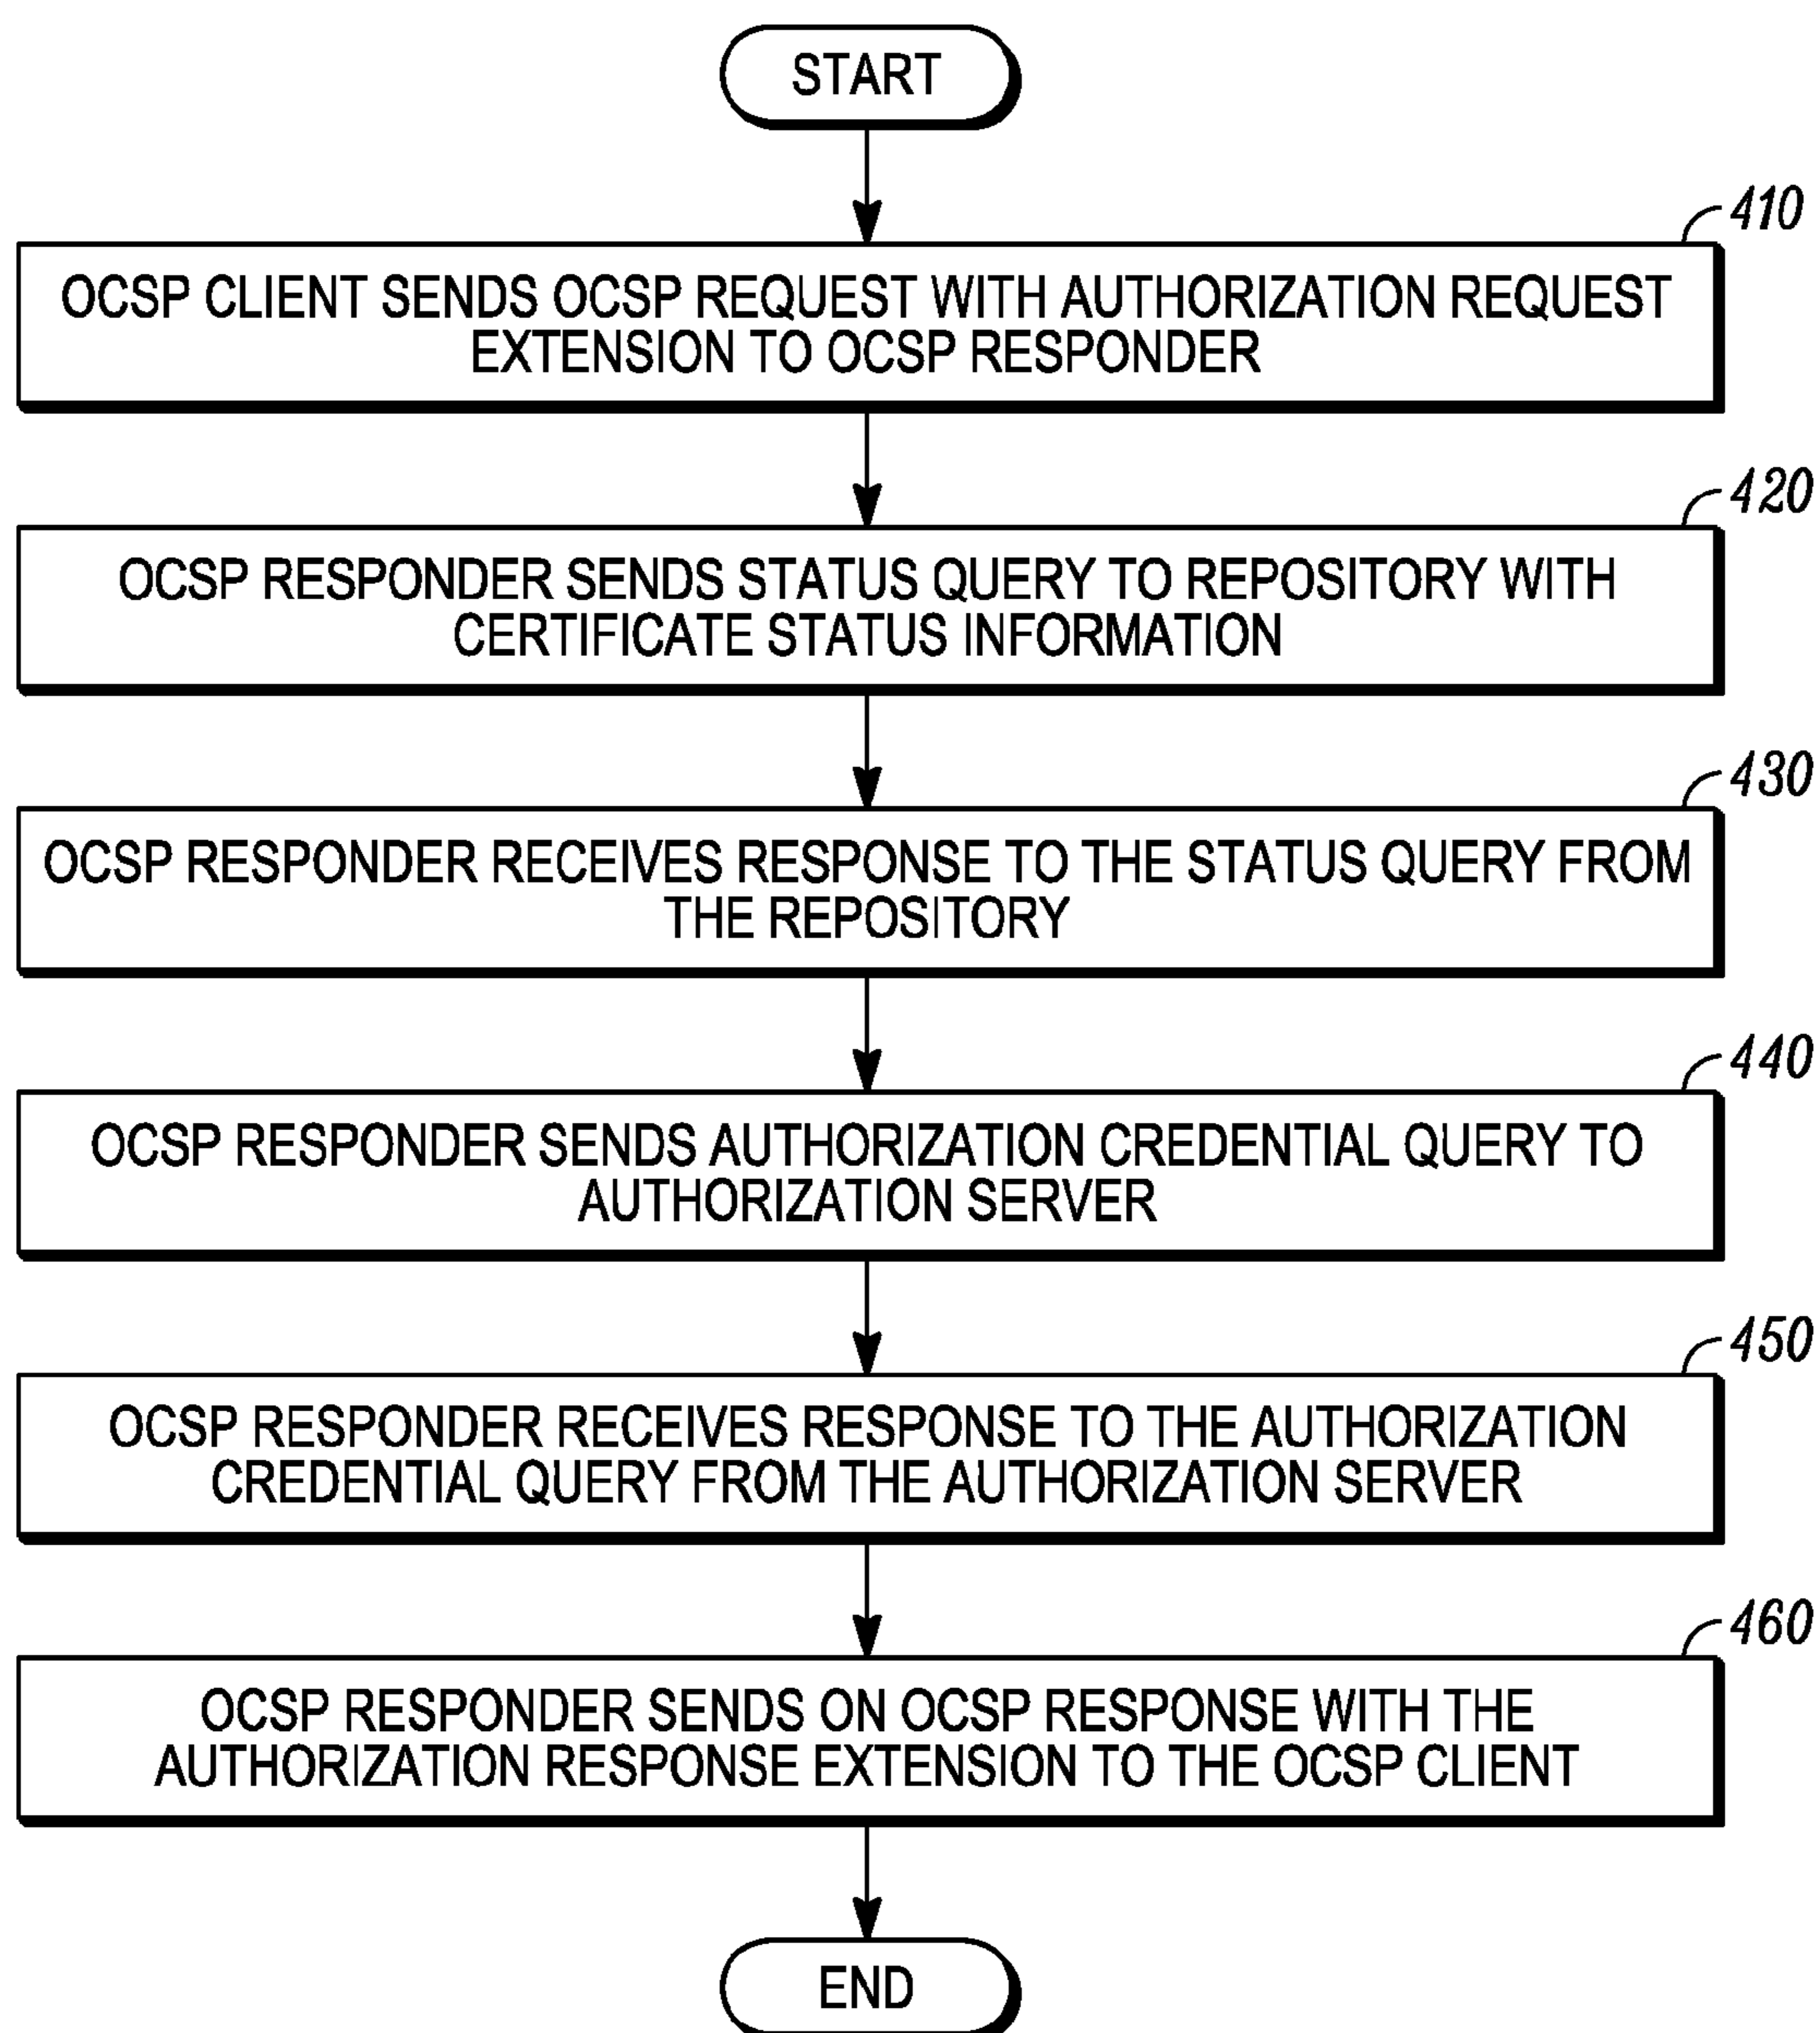 START
410
OCSP CLIENT SENDS OCSP REQUEST WITH AUTHORIZATION REQUEST
EXTENSION TO OCSP RESPONDER
420
OCSP RESPONDER SENDS STATUS QUERY TO REPOSITORY WITH
CERTIFICATE STATUS INFORMATION
430
OCSP RESPONDER RECEIVES RESPONSE TO THE STATUS QUERY FROM
THE REPOSITORY
440
OCSP RESPONDER SENDS AUTHORIZATION CREDENTIAL QUERY TO
AUTHORIZATION SERVER
450
OCSP RESPONDER RECEIVES RESPONSE TO THE AUTHORIZATION
CREDENTIAL QUERY FROM THE AUTHORIZATION SERVER
460
OCSP RESPONDER SENDS ON OCSP RESPONSE WITH THE
AUTHORIZATION RESPONSE EXTENSION TO THE OCSP CLIENT
END